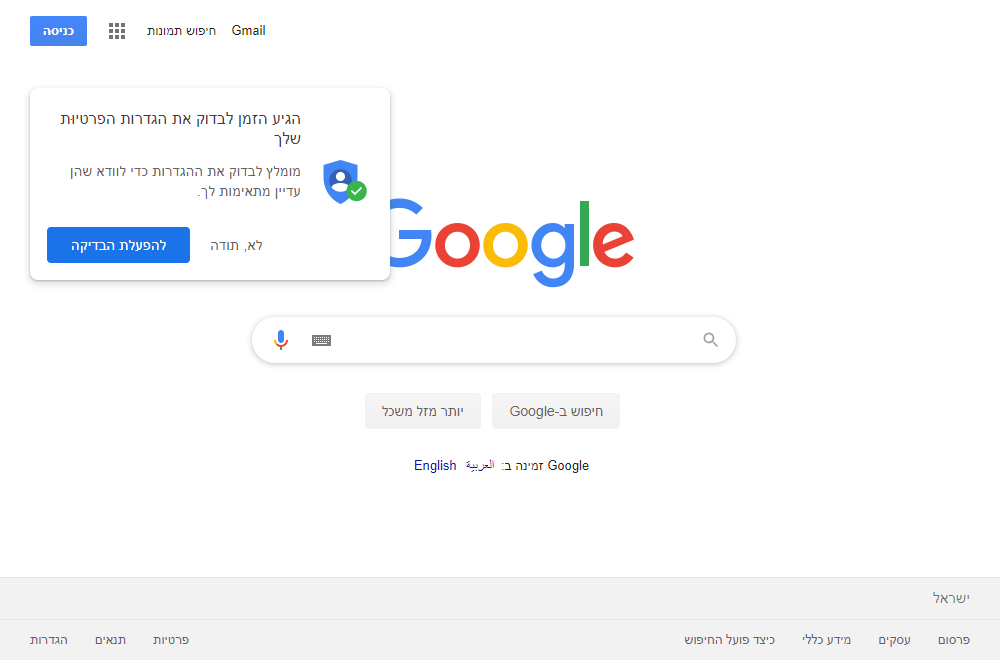 Gmail
חיפוש תמונות
כניסה
הגיע הזמן לבדוק את הגדרות הפרטיות
שלך
מומלץ לבדוק את ההגדרות כדי לוודא שהן
עדיין מתאימות לך.
לא, תודה
להפעלת הבדיקה
Google
חיפוש ב-Google
יותר מזל משכל
Google זמינה ב: العربية English
ישראל
פרסום
עסקים
מידע כללי
כיצד פועל החיפוש
פרטיות
תנאים
הגדרות